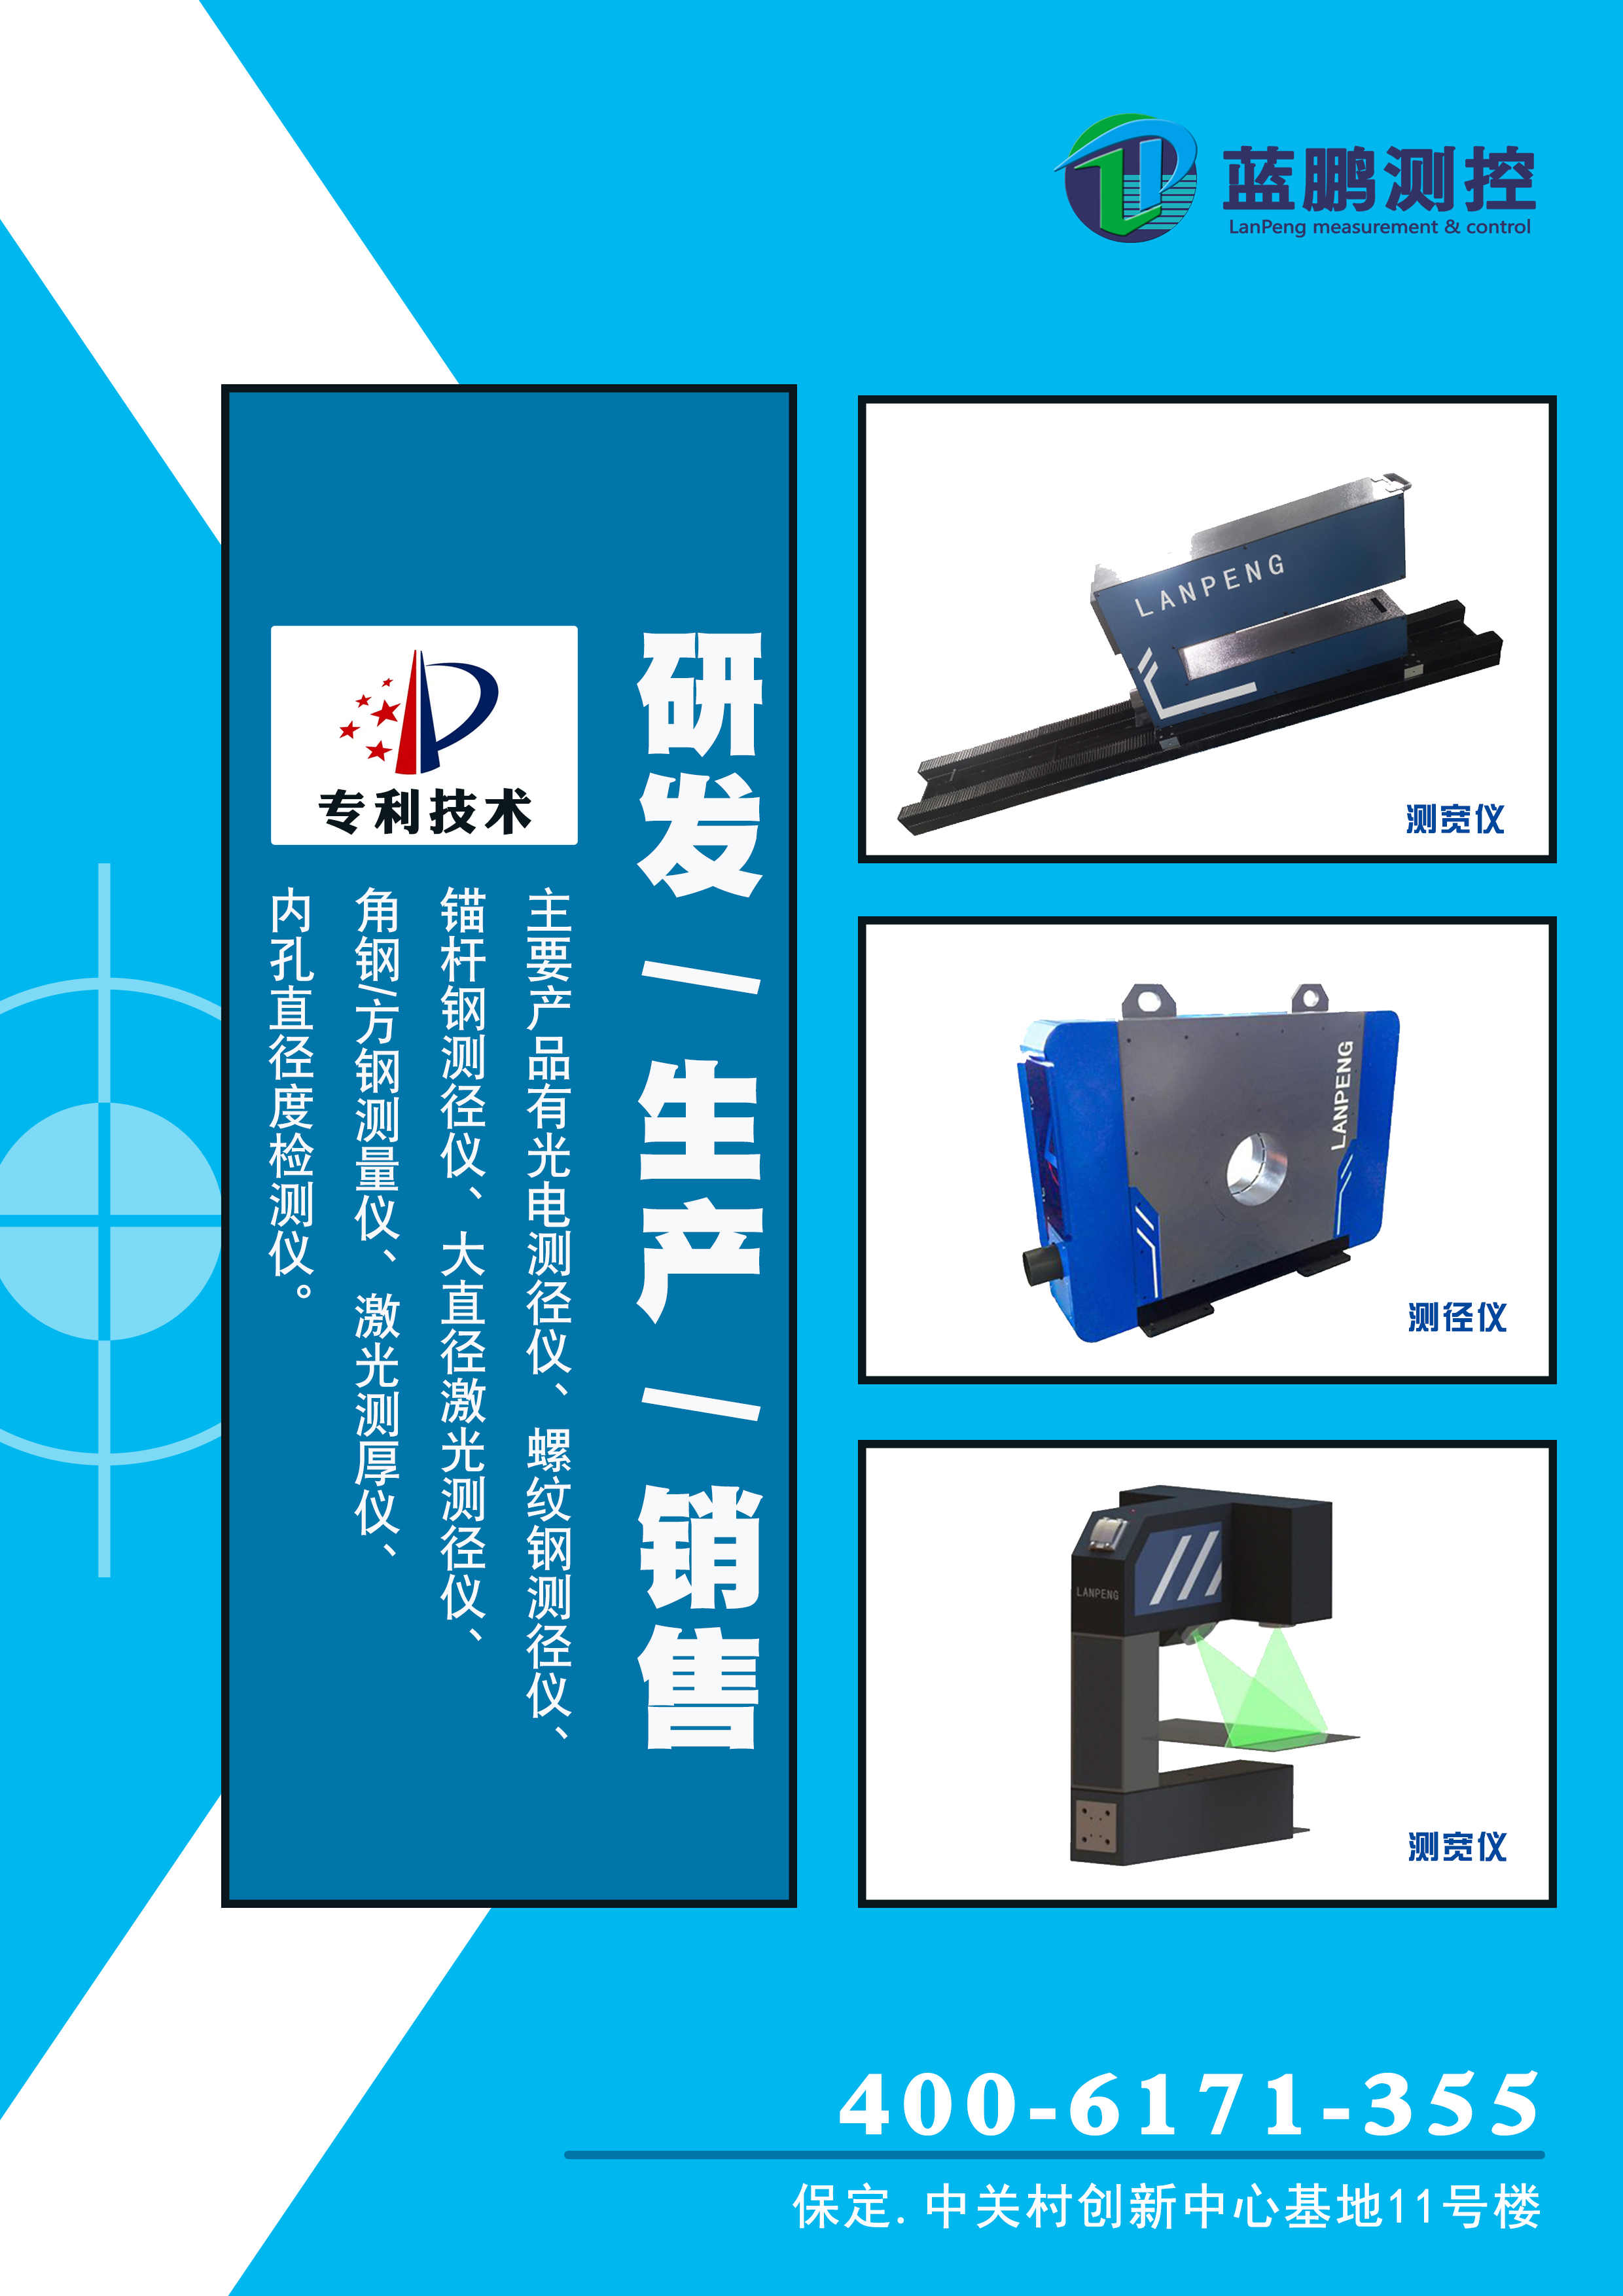 蓝鹏测控
LanPeng measurement & control
研发—生产—销售
专利技术
主要产品有光电测径仪、螺纹钢测径仪、
锚杆钢测径仪、大直径激光测径仪、
角钢/方钢测量仪、激光测厚仪、
内孔直径度检测仪。
LANPENG
测宽仪
LANPENG
测径仪
LANPENG
测宽仪
400-6171-355
保定.中关村创新中心基地11号楼